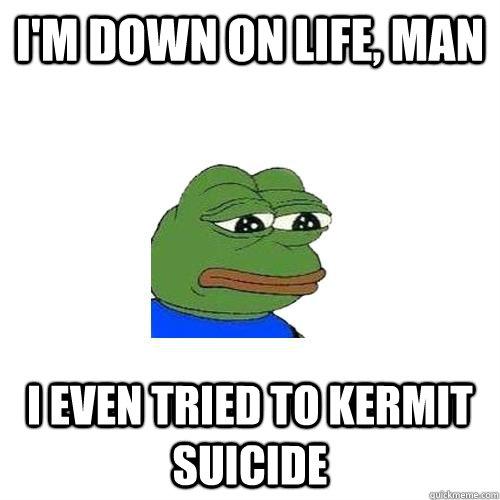 I'M DOWN ON LIFE, MAN
I EVEN TRIED TO KERMIT
SUICIDE
quickmeme.com